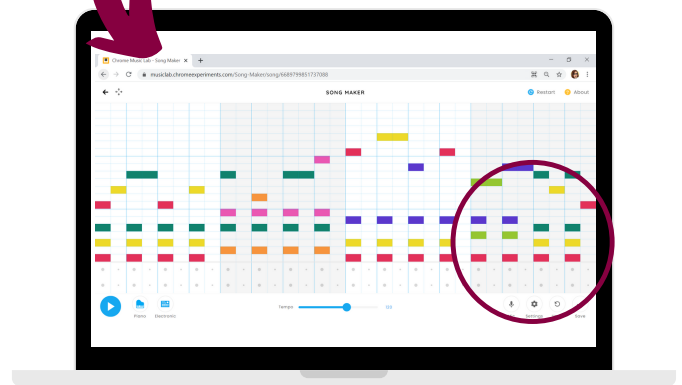 Chrome Music Lab - Song Maker
musiclab.chromeexperiments.com/Song-Maker/song/6689799851737088
SONG MAKER
Restart
About
Tempo
Piano
Electronic
Settings
Save